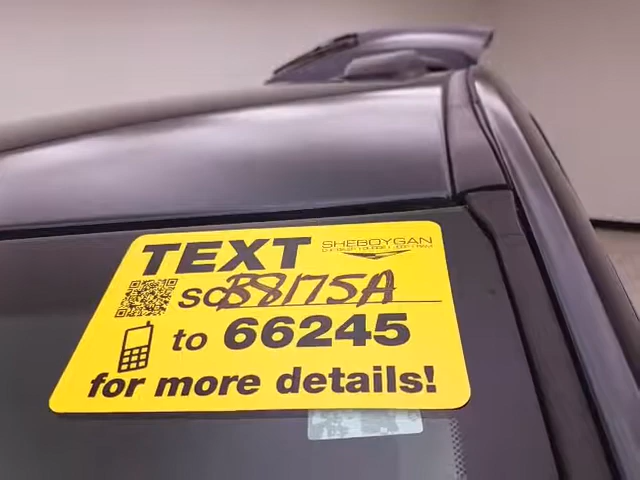 TEXT
SHEBOYGAN
SCB8175A
to 66245
for more details!